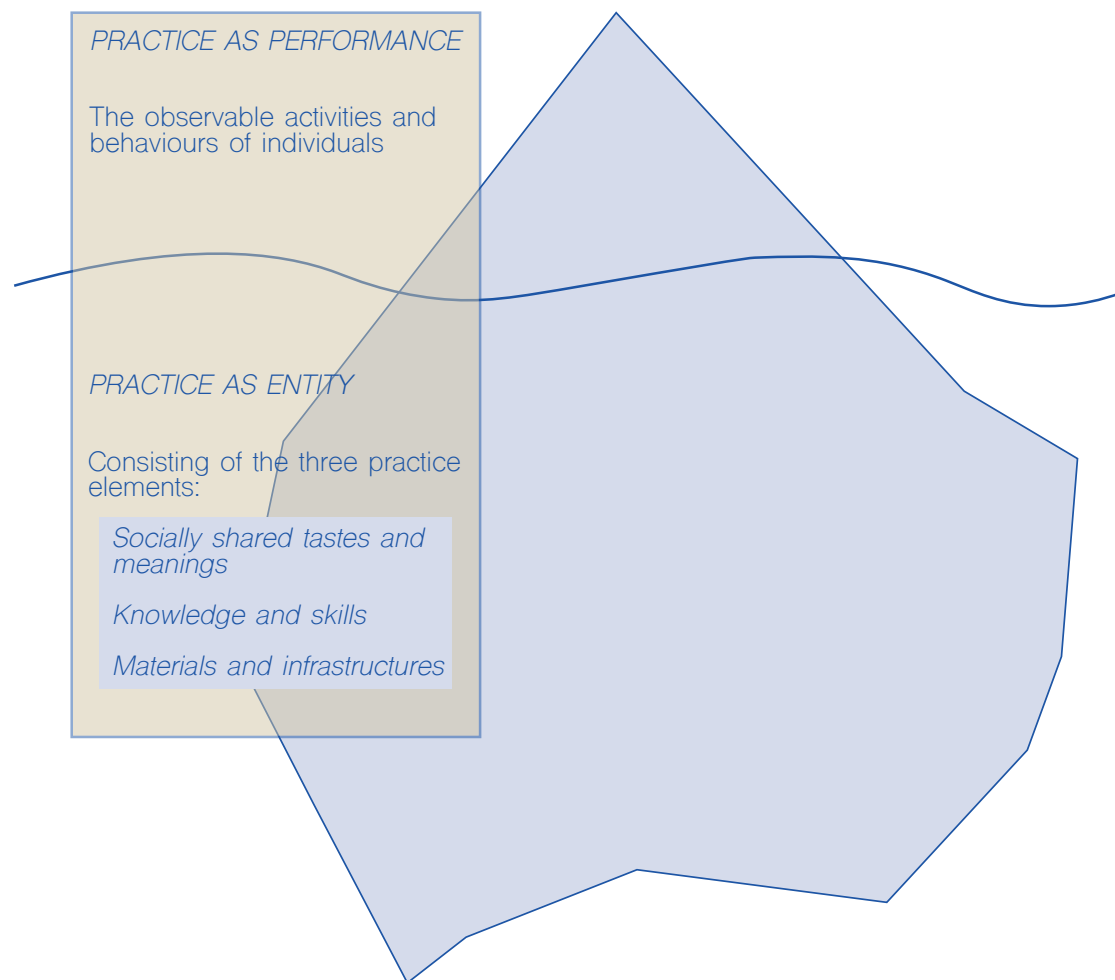 PRACTICE AS PERFORMANCE
The observable activities and
behaviours of individuals
PRACTICE AS ENTITY
Consisting of the three practice
elements:
Socially shared tastes and
meanings
Knowledge and skills
Materials and infrastructures